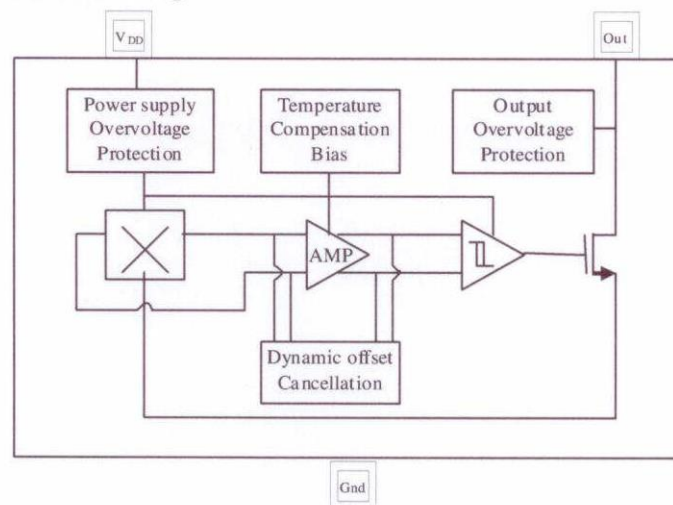 V DD
Out
Power supply
Overvoltage
Protection
Temperature
Compensation
Bias
Output
Overvoltage
Protection
AMP
Dynamic offset
Cancellation
Gnd